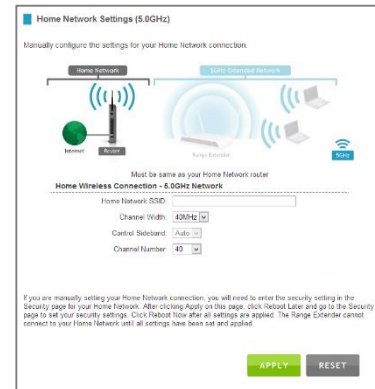 Home Network Settings (5.0GHz)
Manually configure the settings for your Home Network connection.
Home Network
5GHz Extended Network
Internet
Router
Range Extender
5GHz
Must be same as your Home Network router
Home Wireless Connection - 5.0GHz Network
Home Network SSID:
Channel Width: 40MHz
Control Sideband: Auto
Channel Number: 40
If you are manually setting your Home Network connection, you will need to enter the security setting in the
Security page for your Home Network. After clicking Apply on this page, click Reboot Later and go to the Security
page to set your security settings. Click Reboot Now after all settings are applied. The Range Extender cannot
connect to your Home Network until all settings have been set and applied.
APPLY
RESET